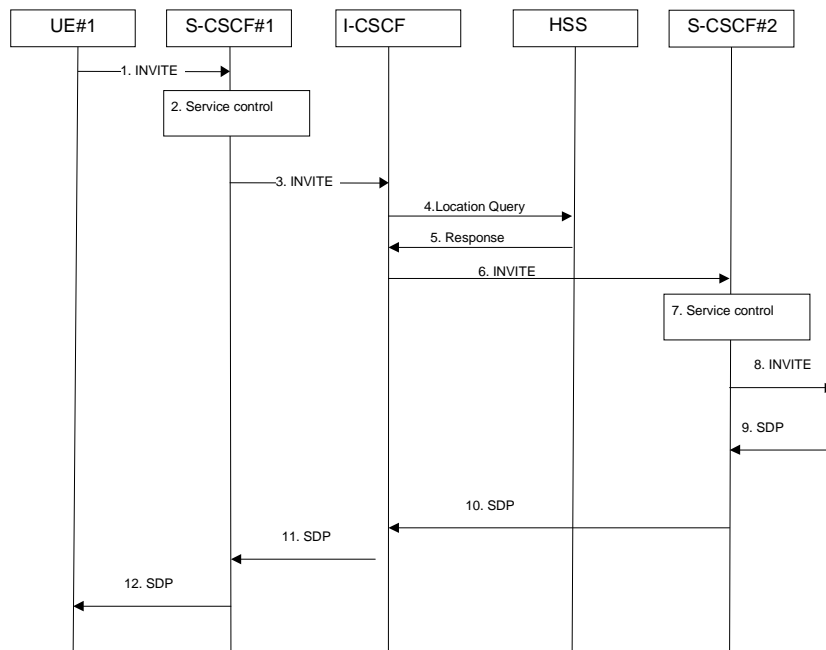 UE#1
S-CSCF#1
I-CSCF
HSS
S-CSCF#2
1. INVITE
2. Service control
3. INVITE
4.Location Query
5. Response
6. INVITE
7. Service control
8. INVITE
9. SDP
10. SDP
11. SDP
12. SDP